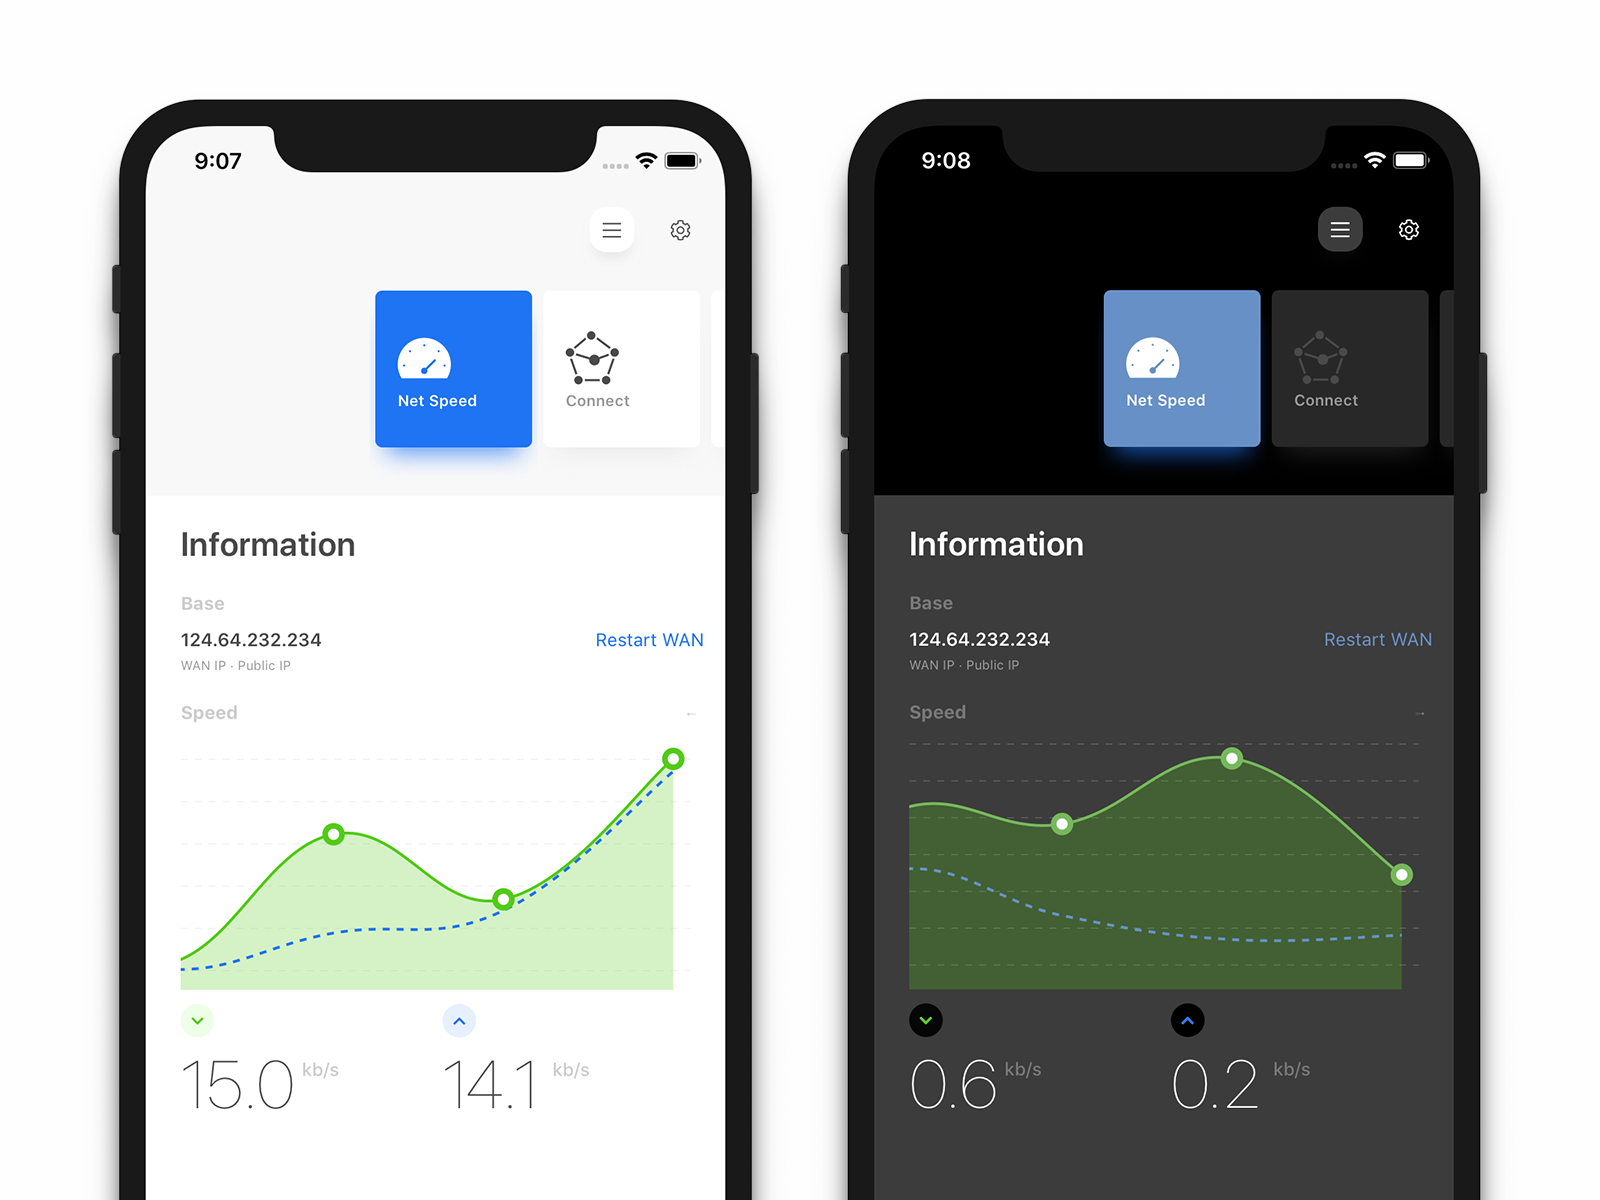 9:07
Net Speed
Connect
Information
Base
124.64.232.234
Restart WAN
WAN IP · Public IP
Speed
15.0 kb/s
14.1 kb/s
9:08
Net Speed
Connect
Information
Base
124.64.232.234
Restart WAN
WAN IP · Public IP
Speed
0.6 kb/s
0.2 kb/s